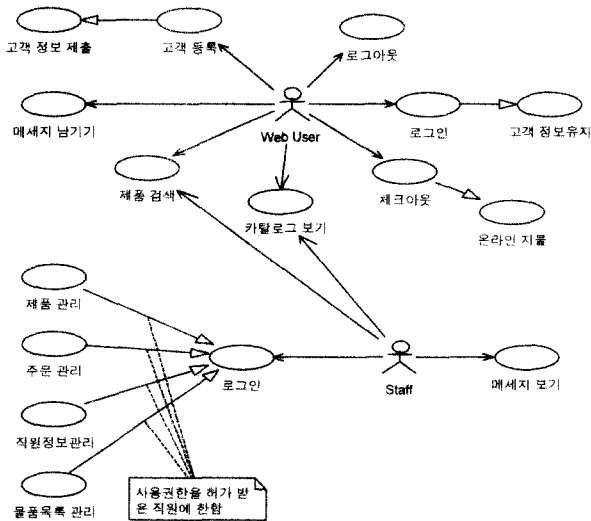 고객 정보 제출
고객 등록
로그아웃
메세지 남기기
Web User
로그인
고객 정보유지
제품 검색
카탈로그 보기
체크아웃
온라인 지불
제품 관리
주문 관리
로그인
Staff
메세지 보기
직원정보관리
물품목록 관리
사용권한을 허가 받
은 직원에 한함